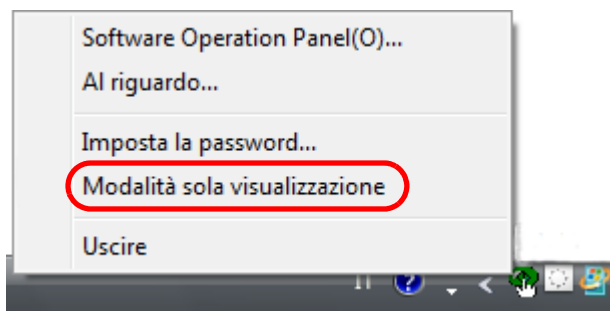 Software Operation Panel(O)...
Al riguardo...
Imposta la password...
Modalità sola visualizzazione
Uscire